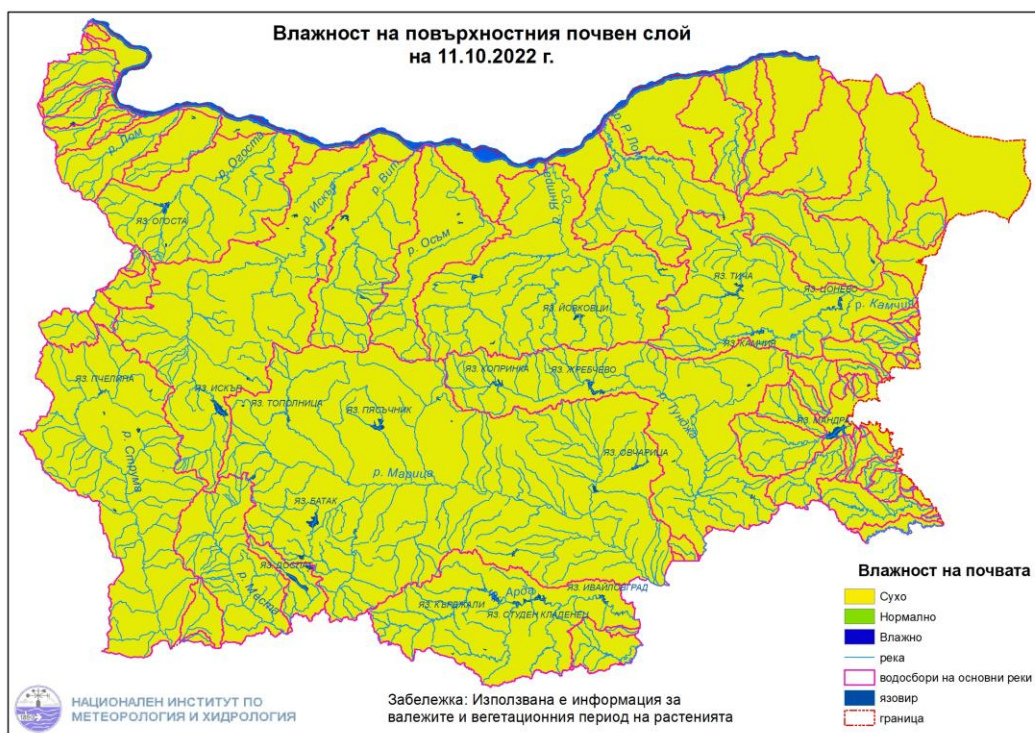 Влажност на повърхностния почвен слой
на 11.10.2022 г.
р. Лом
р. Огоста
р. Искър
р. Вит
р. Осъм
р. Янтра
р. Р Лом
ЯЗ. ОГОСТА
ЯЗ. ТИЧА
ЯЗ. ЦОНЕВО
р. Камчия
ЯЗ. ЙОВКОВЦИ
ЯЗ. КАМЧИЯ
ЯЗ. ПЧЕЛИНА
ЯЗ. ИСКЪР
ЯЗ. ТОПОЛНИЦА
ЯЗ. ПЯСЪЧНИК
ЯЗ. КОПРИНКА
ЯЗ. ЖРЕБЧЕВО
р. Тунджа
ЯЗ. МАНДРА
р. Струма
р. Марица
ЯЗ. ОВЧАРИЦА
ЯЗ. БАТАК
ЯЗ. ДОСПАТ
р. Места
Арда
ЯЗ. ИВАЙЛОВГРАД
ЯЗ. КЪРДЖАЛИ
ЯЗ. СТУДЕН КЛАДЕНЕЦ
Влажност на почвата
Сухо
Нормално
Влажно
река
водосбори на основни реки
язовир
граница
НАЦИОНАЛЕН ИНСТИТУТ ПО
МЕТЕОРОЛОГИЯ И ХИДРОЛОГИЯ
Забележка: Използвана е информация за
валежите и вегетационния период на растенията